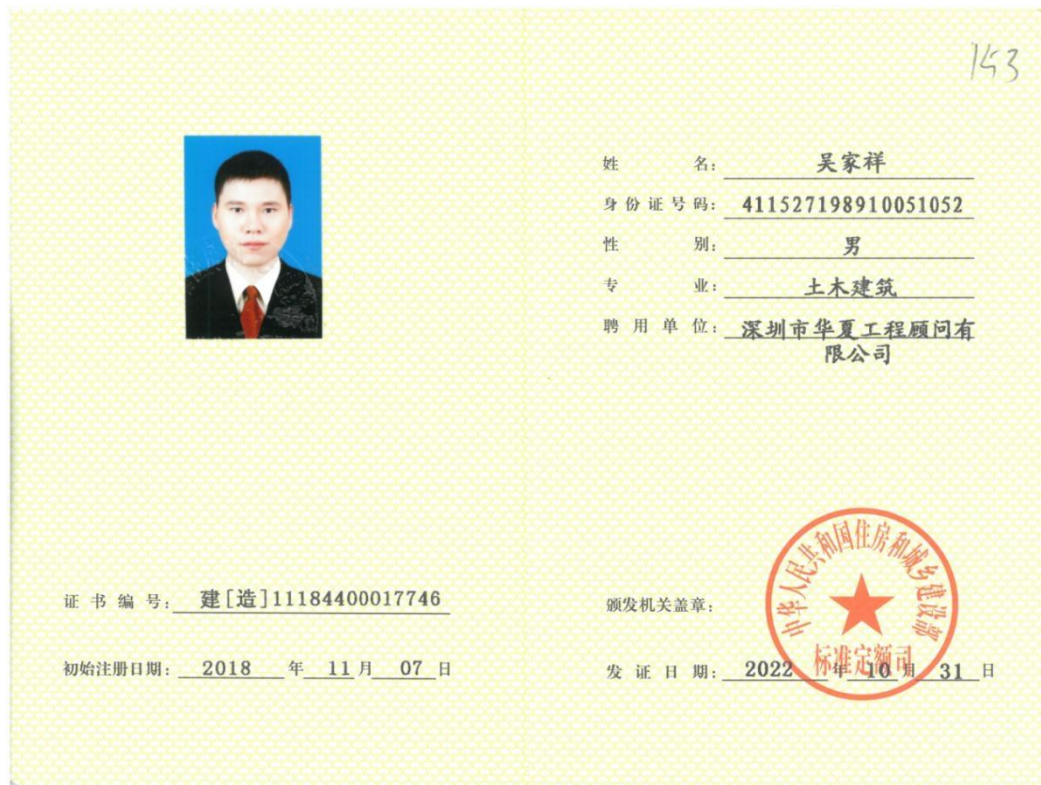 153
姓 名: 吴家祥
身份证号码: 411527198910051052
性 别: 男
专 业: 土木建筑
聘用单位: 深圳市华夏工程顾问有
限公司
证书编号: 建[造]11184400017746
初始注册日期: 2018 年 11 月 07 日
颁发机关盖章:
中华人民共和国住房和城乡建设部
标准定额司
发证日期: 2022 年 10 月 31 日